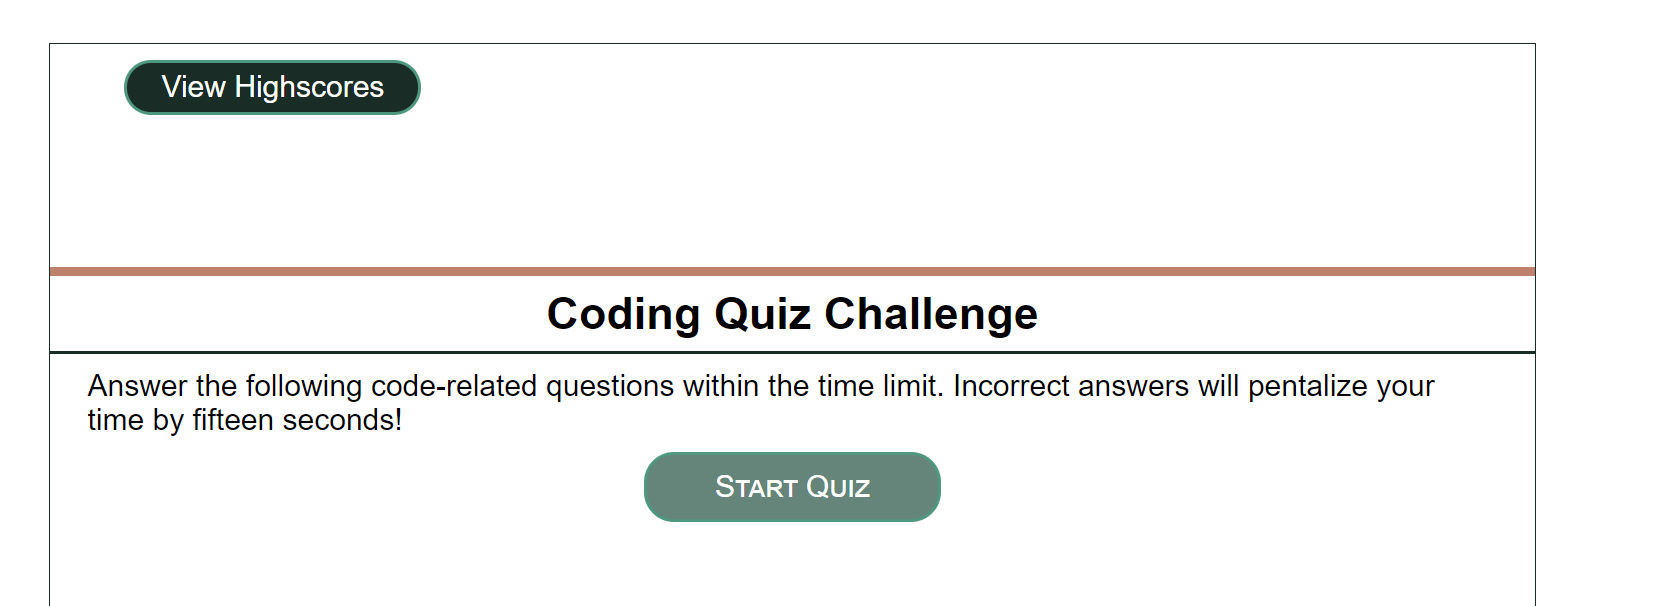 View Highscores
Coding Quiz Challenge
Answer the following code-related questions within the time limit. Incorrect answers will pentalize your
time by fifteen seconds!
Start Quiz